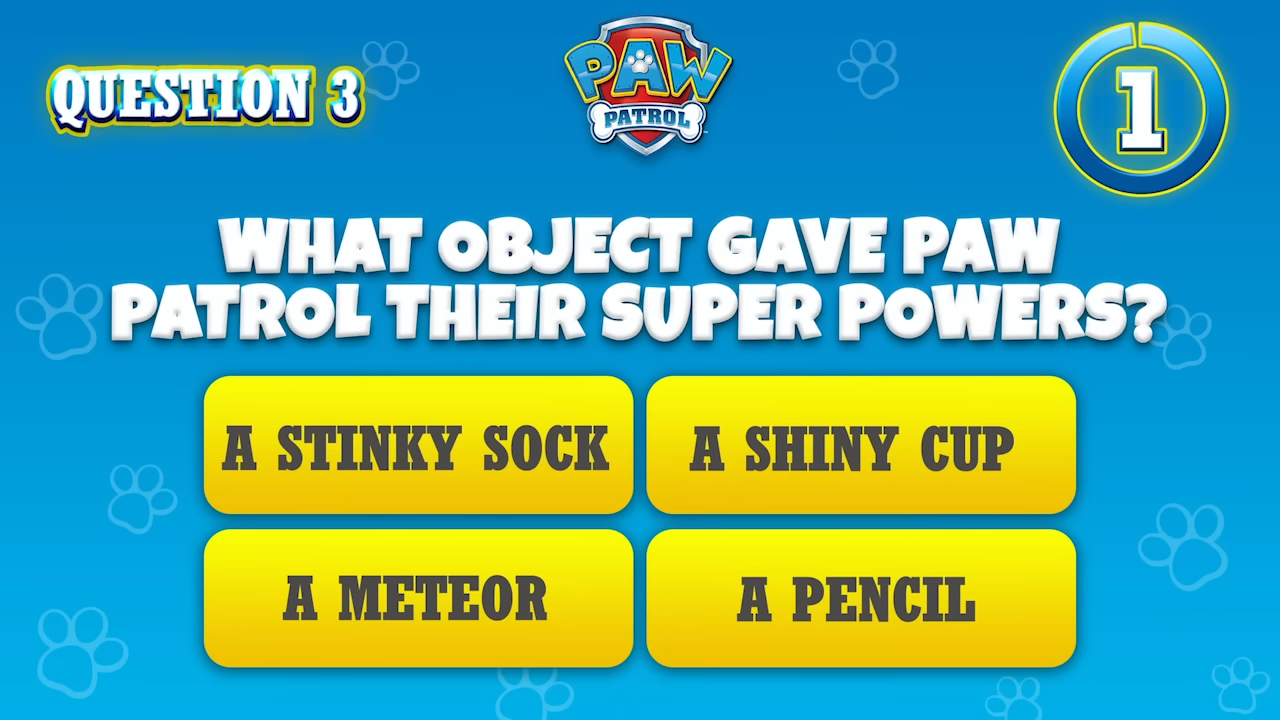 QUESTION 3
PAW
PATROL
1
WHAT OBJECT GAVE PAW
PATROL THEIR SUPER POWERS?
A STINKY SOCK
A SHINY CUP
A METEOR
A PENCIL